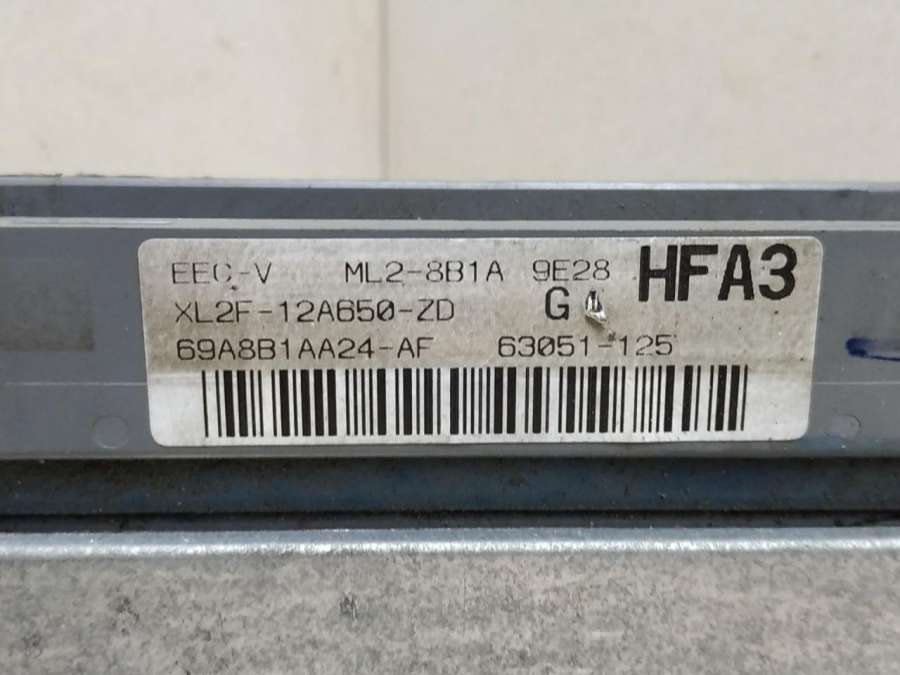 EEC-V ML2-8B1A 9E28 HFA3
XL2F-12A650-ZD G
69A8B1AA24-AF 63051-125